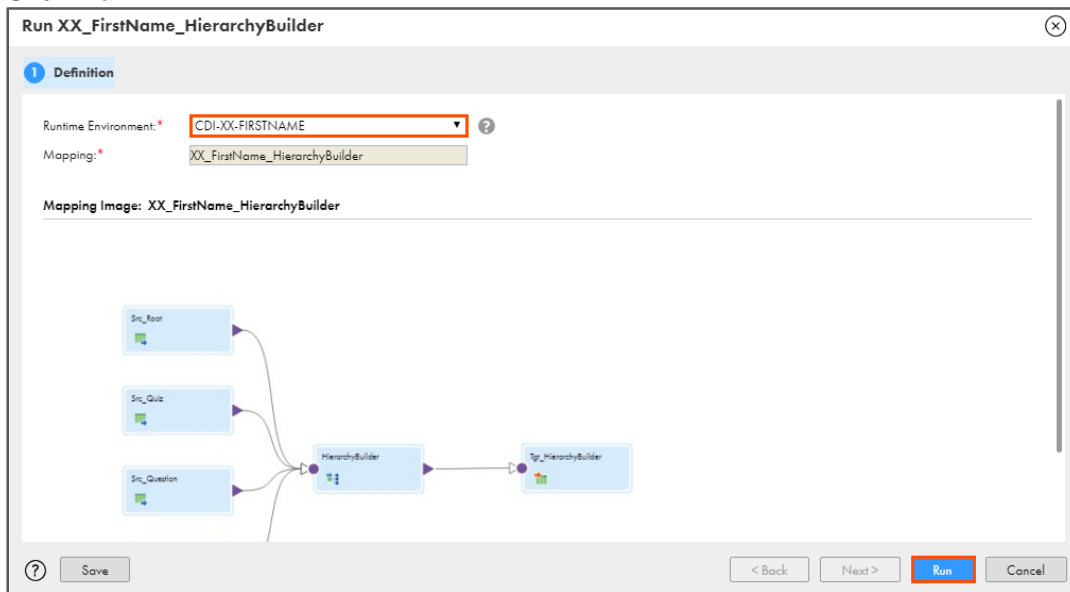 Run XX_FirstName_HierarchyBuilder
1 Definition
Runtime Environment:* CDI-XX-FIRSTNAME ?
Mapping:* XX_FirstName_HierarchyBuilder
Mapping Image: XX_FirstName_HierarchyBuilder
Src_Root
Src_Quiz
HierarchyBuilder
Tgt_HierarchyBuilder
Src_Question
? Save < Back Next > Run Cancel